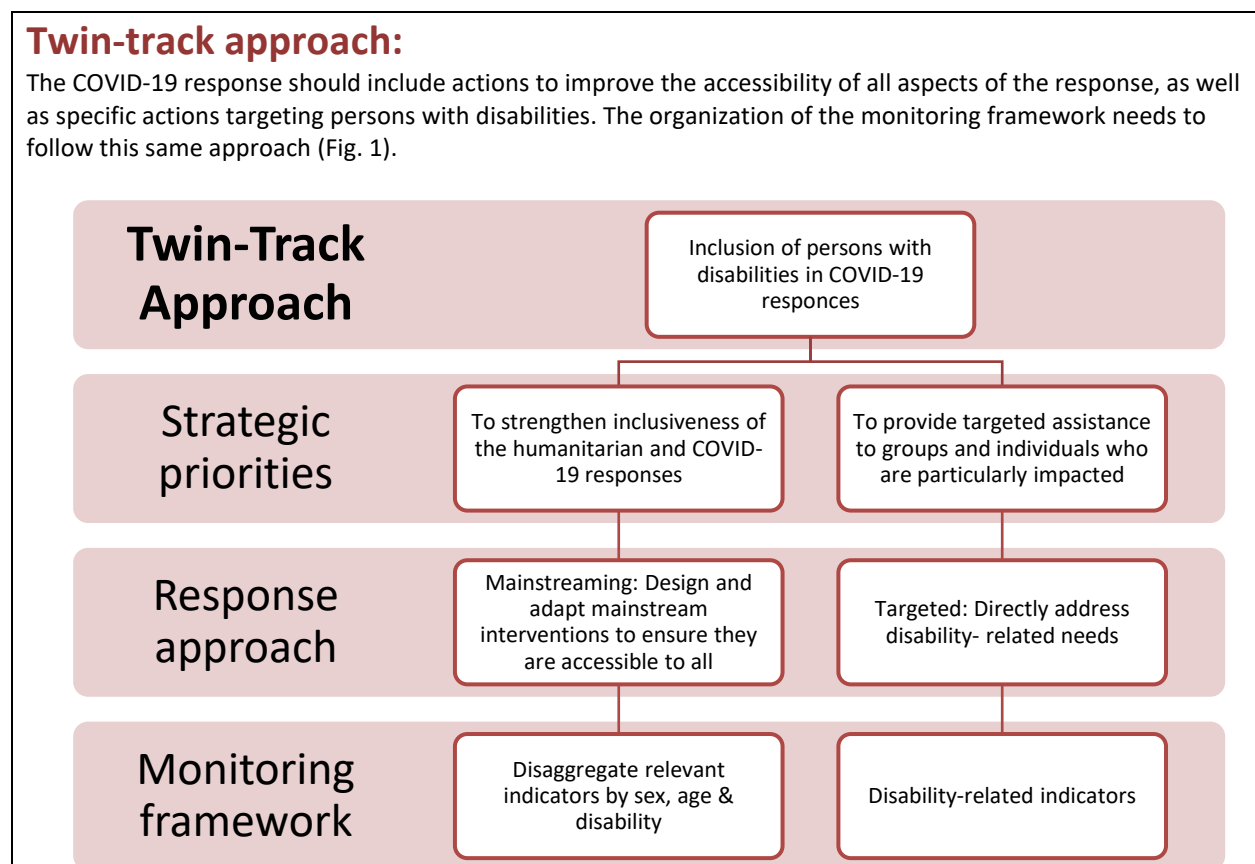 Twin-track approach:
The COVID-19 response should include actions to improve the accessibility of all aspects of the response, as well
as specific actions targeting persons with disabilities. The organization of the monitoring framework needs to
follow this same approach (Fig. 1).
Twin-Track
Approach
Inclusion of persons with
disabilities in COVID-19
responces
Strategic
priorities
To strengthen inclusiveness of
the humanitarian and COVID-
19 responses
To provide targeted assistance
to groups and individuals who
are particularly impacted
Response
approach
Mainstreaming: Design and
adapt mainstream
interventions to ensure they
are accessible to all
Targeted: Directly address
disability- related needs
Monitoring
framework
Disaggregate relevant
indicators by sex, age &
disability
Disability-related indicators